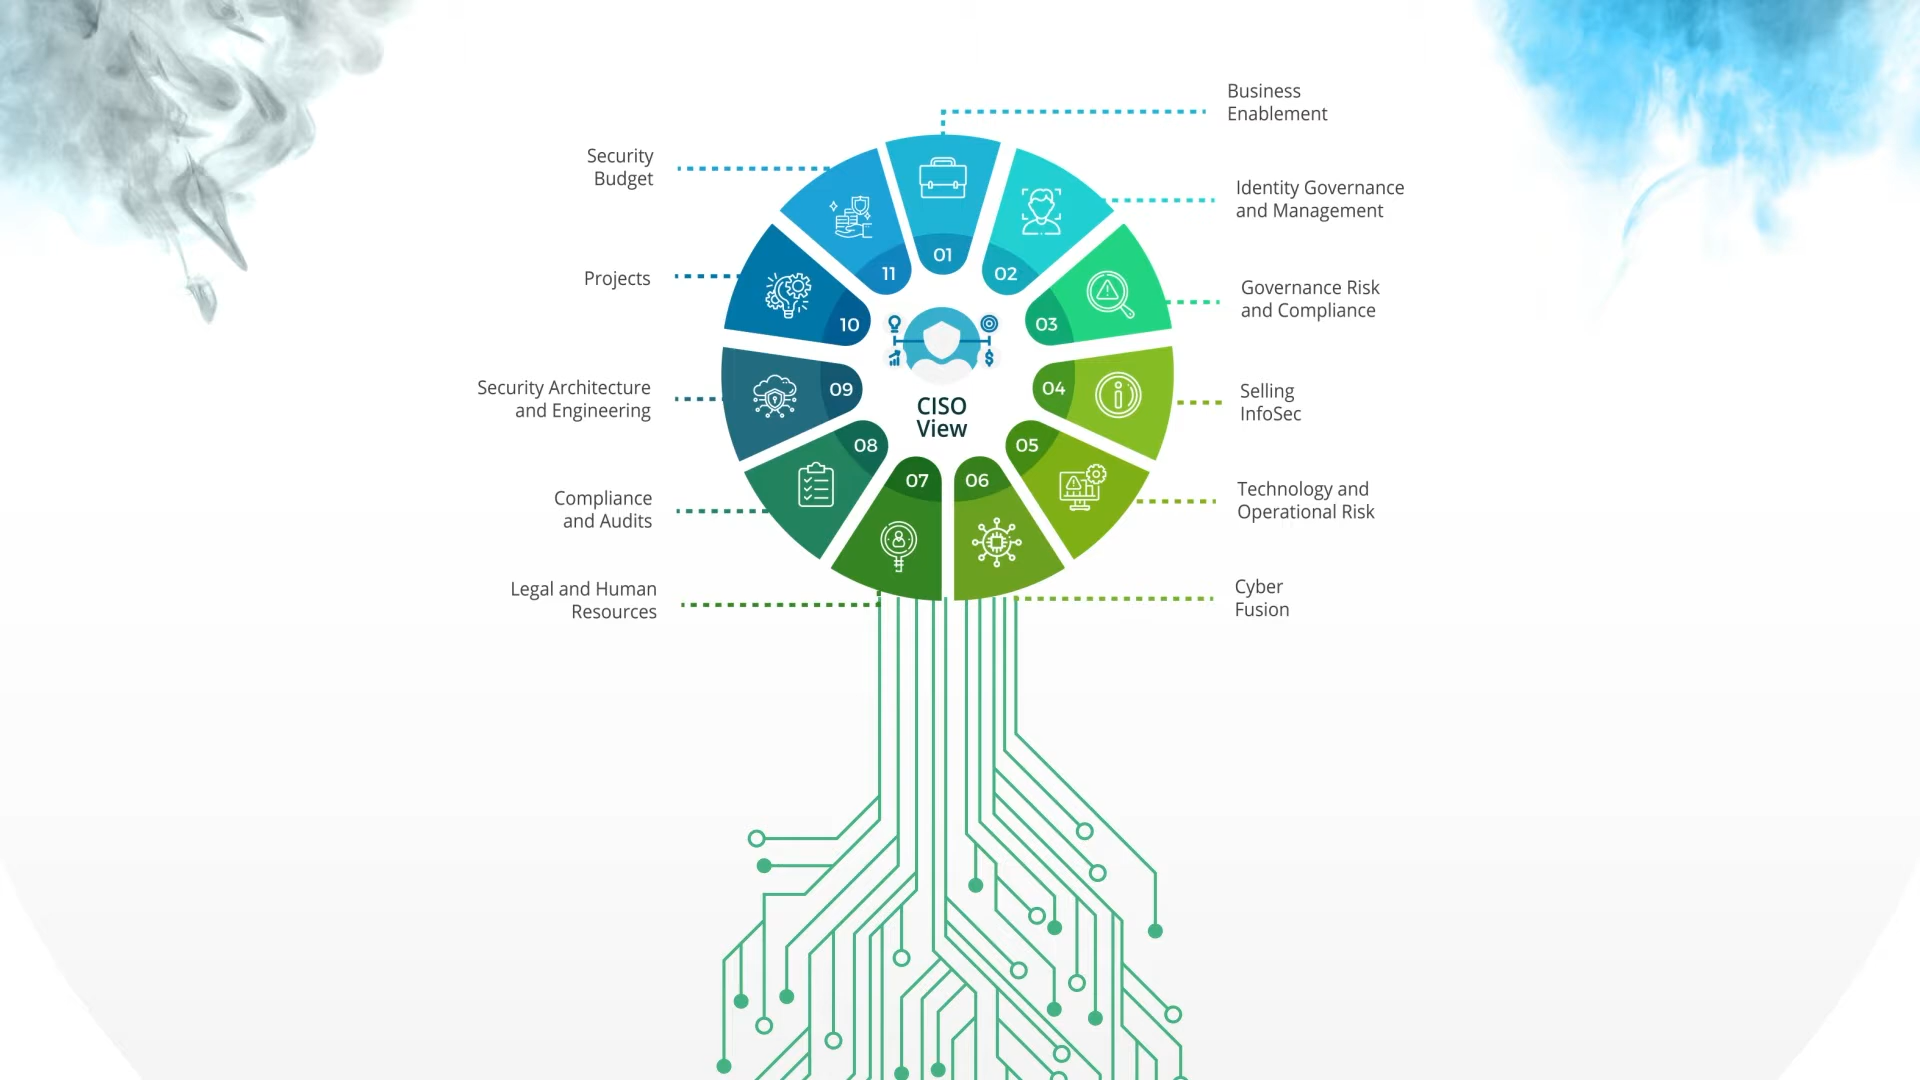 Business
Enablement
01
Identity Governance
and Management
02
Governance Risk
and Compliance
03
Selling
InfoSec
04
Technology and
Operational Risk
05
Cyber
Fusion
06
Legal and Human
Resources
07
Compliance
and Audits
08
Security Architecture
and Engineering
09
Projects
10
Security
Budget
11
CISO
View